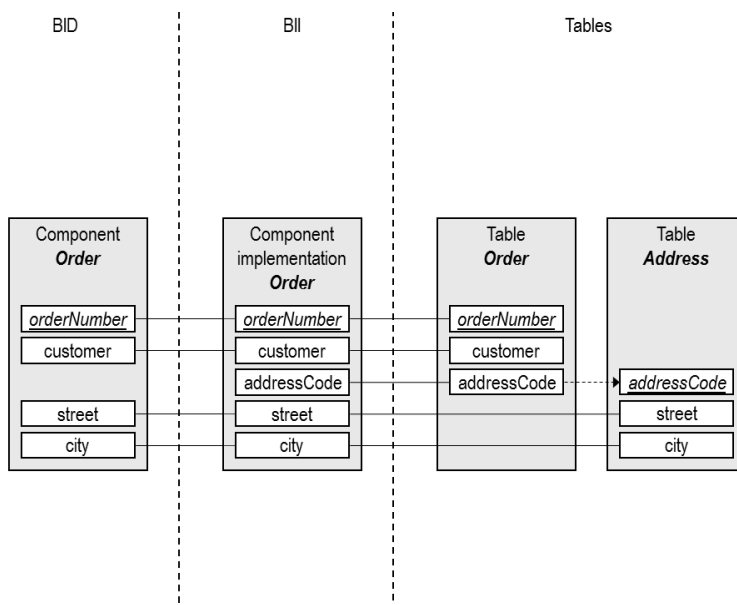 BID
BII
Tables
Component
Order
orderNumber
customer
street
city
Component
implementation
Order
orderNumber
customer
addressCode
street
city
Table
Order
orderNumber
customer
addressCode
Table
Address
addressCode
street
city